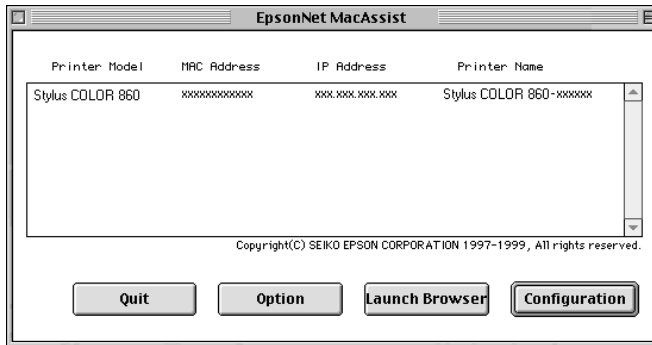 EpsonNet MacAssist
Printer Model MAC Address IP Address Printer Name
Stylus COLOR 860 xxxxxxxxxxxx xxx.xxx.xxx.xxx Stylus COLOR 860-xxxxxx
Copyright(C) SEIKO EPSON CORPORATION 1997-1999, All rights reserved.
Quit Option Launch Browser Configuration